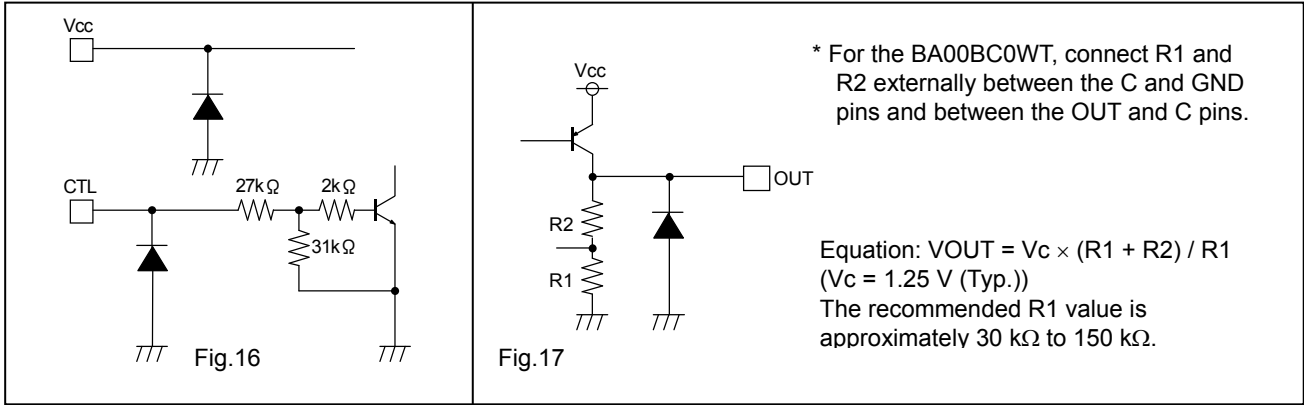 Vcc
CTL
27kΩ
2kΩ
31kΩ
Fig.16
Vcc
OUT
R2
R1
Fig.17
* For the BA00BC0WT, connect R1 and
R2 externally between the C and GND
pins and between the OUT and C pins.
Equation: VOUT = Vc × (R1 + R2) / R1
(Vc = 1.25 V (Typ.))
The recommended R1 value is
approximately 30 kΩ to 150 kΩ.